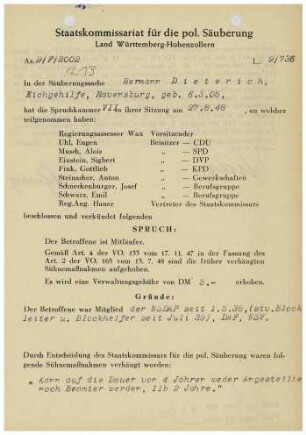 Staatskommissariat für die pol. Säuberung
Land Württemberg-Hohenzollern
Az. 9/P/2002 L 9/736
In der Säuberungssache Hermann Dieterich,
Eichgehilfe, Ravensburg, geb. 6.3.05,
hat die Spruchkammer VII. in ihrer Sitzung am 27.8.48, an welcher
teilgenommen haben:
Regierungsassessor Wax Vorsitzender
Uhl, Eugen Beisitzer — CDU
Musch, Alois — SPD
Einstein, Sigbert — DVP
Fink, Gottlieb — KPD
Steinacher, Anton — Gewerkschaften
Schneckenburger, Josef — Berufsgruppe
Schwarz, Emil — Berufsgruppe
Reg.Ang. Hauer Vertreter des Staatskommissars
beschlossen und verkündet folgenden
SPRUCH:
Der Betroffene ist Mitläufer.
Gemäß Art. 4 der VO. 133 vom 17. 11. 47 in der Fassung des
Art. 2 der VO. 165 vom 13. 7. 48 sind die früher verhängten
Sühnemaßnahmen aufgehoben.
Es wird eine Verwaltungsgebühr von DM 5,— erhoben.
Gründe:
Der Betroffene war Mitglied der NSDAP seit 1.5.38, (stv. Block
leiter u. Blockhelfer seit Juli 39), DAF, NSV.
Durch Entscheidung des Staatskommissars für die pol. Säuberung waren fol-
gende Sühnemaßnahmen verhängt worden:
"Kann auf die Dauer von 4 Jahren weder Angestellter
noch Beamter werden, 2 Jahre."